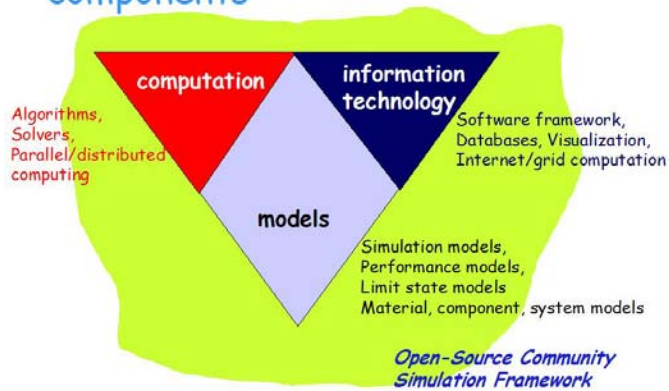 components
computation
information
technology
Algorithms,
Solvers,
Parallel/distributed
computing
Software framework,
Databases, Visualization,
Internet/grid computation
models
Simulation models,
Performance models,
Limit state models
Material, component, system models
Open-Source Community
Simulation Framework